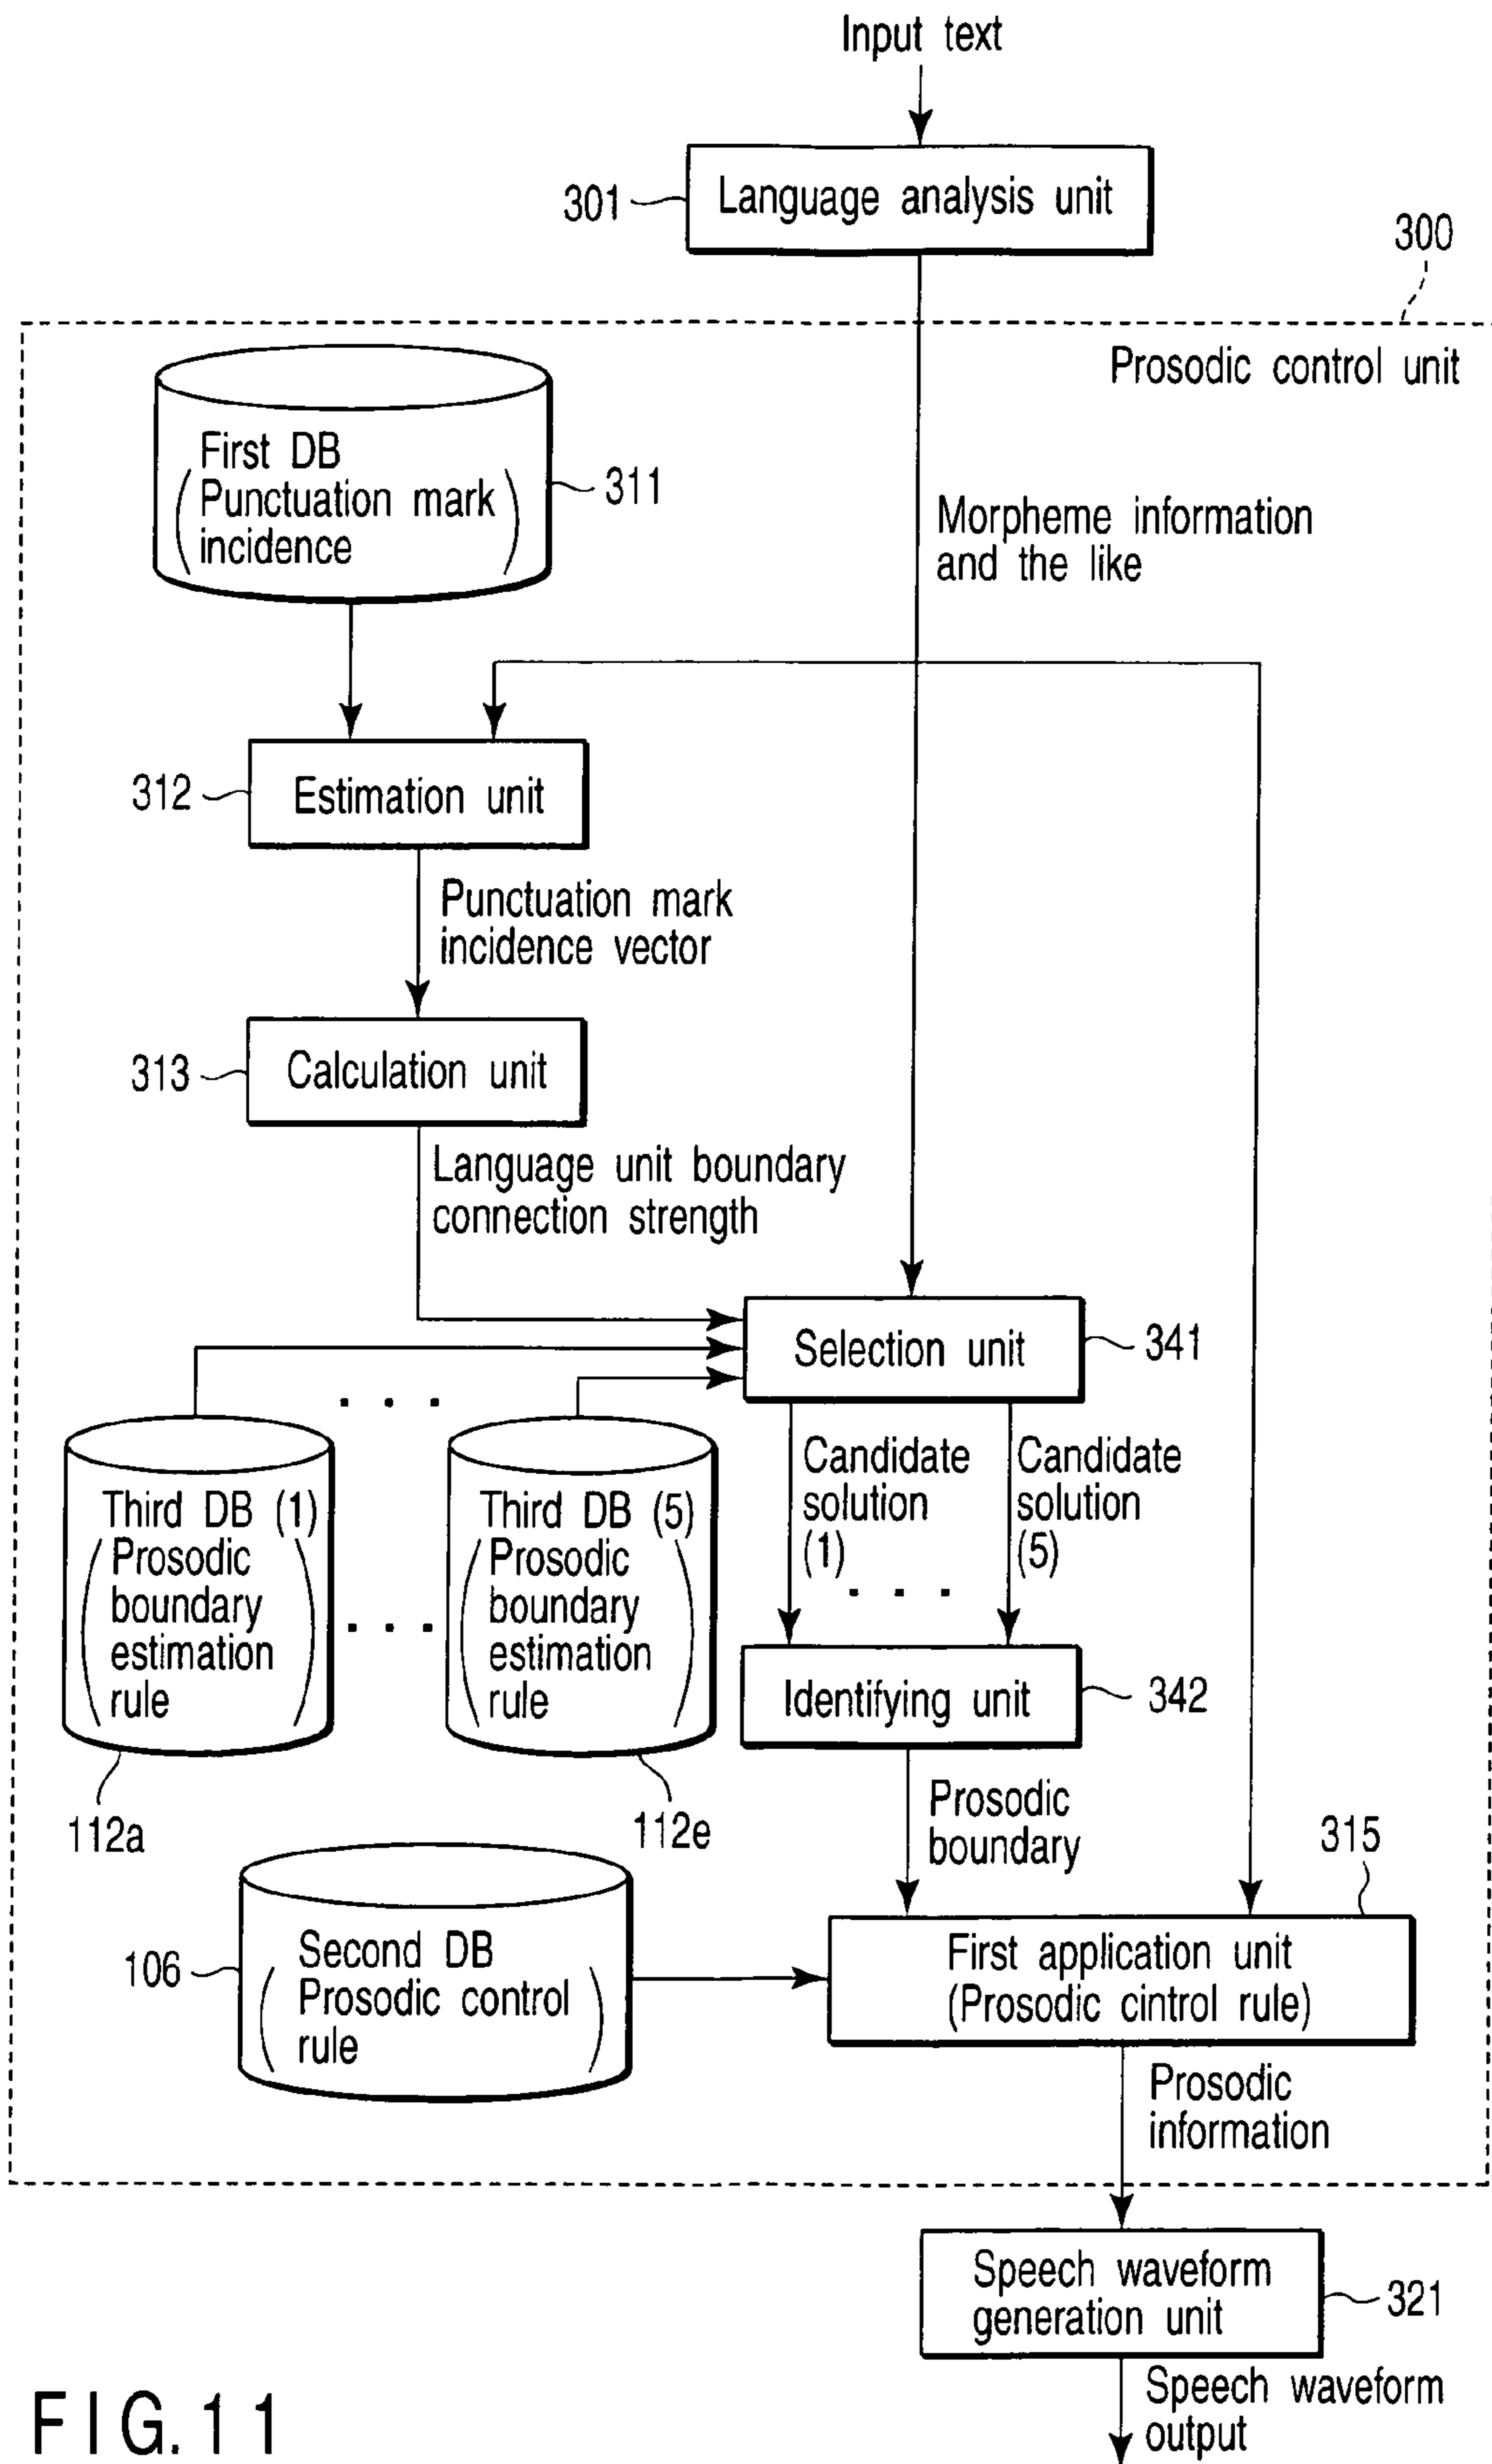 Input text
Language analysis unit
301
300
Prosodic control unit
First DB
Punctuation mark
incidence
311
Morpheme information
and the like
Estimation unit
312
Punctuation mark
incidence vector
Calculation unit
313
Language unit boundary
connection strength
Selection unit
341
. . .
Candidate
solution
(1)
Candidate
solution
(5)
. . .
Third DB (1)
Prosodic
boundary
estimation
rule
. . .
Third DB (5)
Prosodic
boundary
estimation
rule
Identifying unit
342
112a
112e
Prosodic
boundary
315
106
Second DB
Prosodic control
rule
First application unit
(Prosodic cintrol rule)
Prosodic
information
Speech waveform
generation unit
321
Speech waveform
output
FIG.11